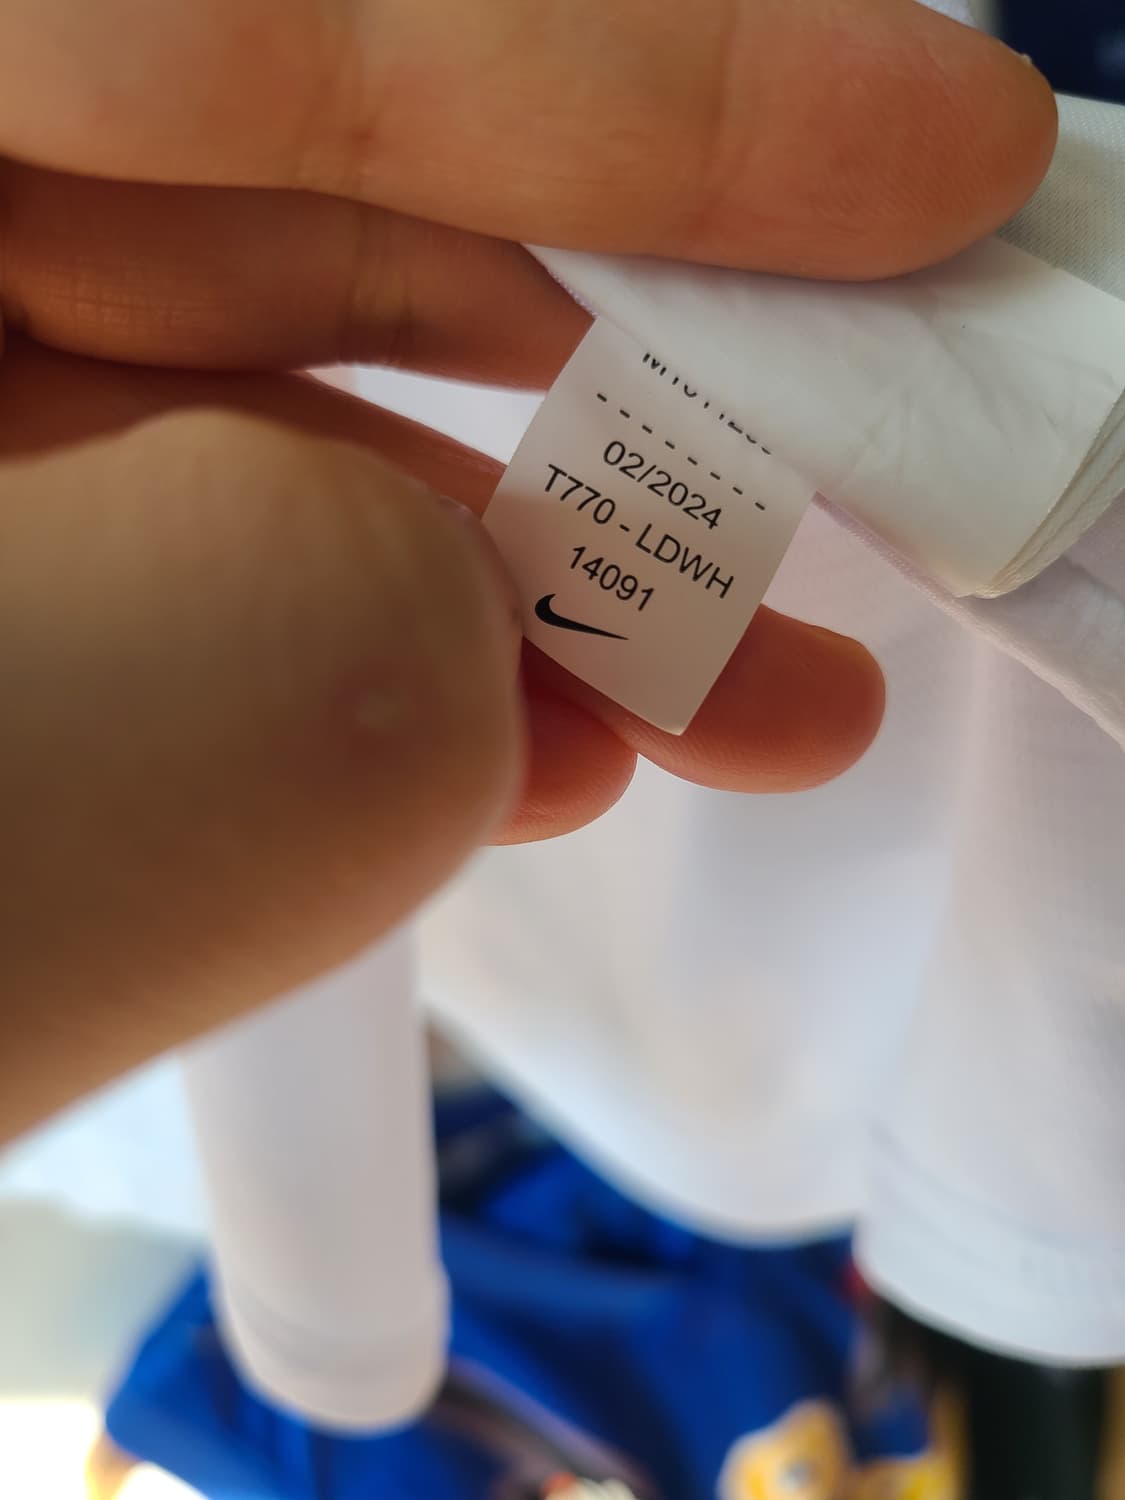 --------
02/2024
T770 - LDWH
14091